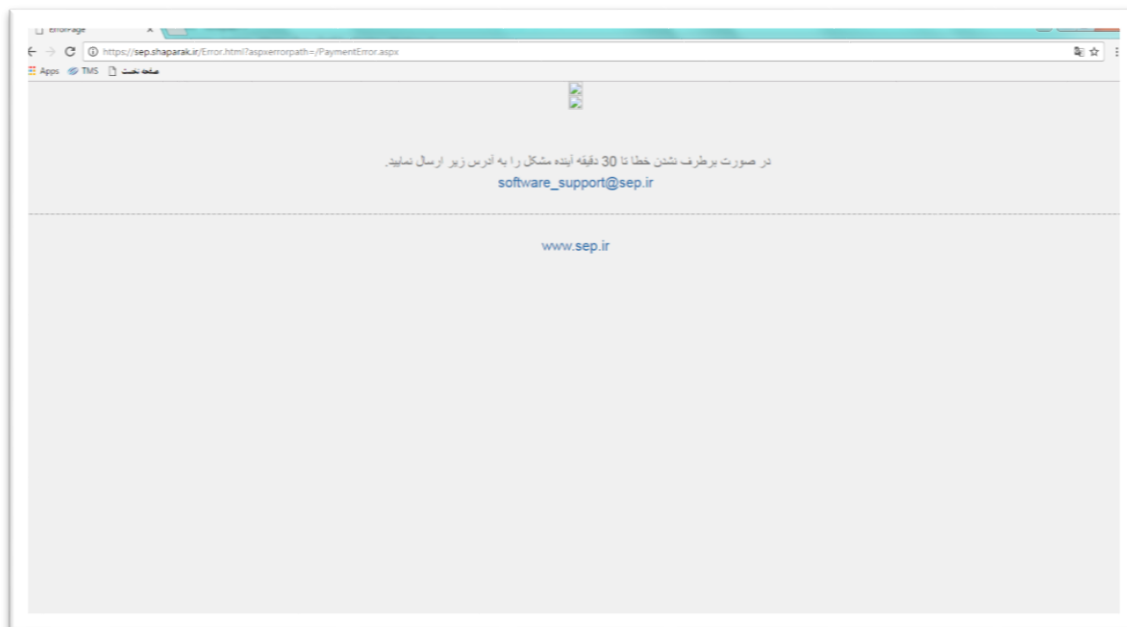 ErrorPage
https://sep.shaparak.ir/Error.html?aspxerrorpath=/PaymentError.aspx
Apps TMS صفحه نخست
در صورت برطرف نشدن خطا تا 30 دقیقه آینده مشکل را به آدرس زیر ارسال نمایید.
software_support@sep.ir
www.sep.ir